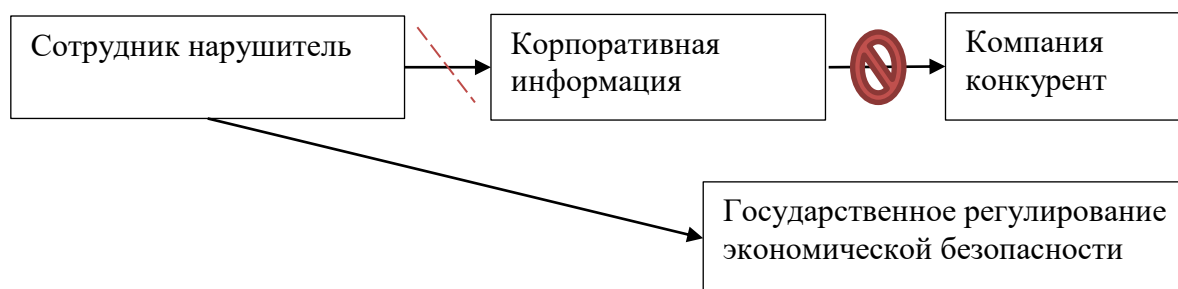 Сотрудник нарушитель
Корпоративная
информация
Компания
конкурент
Государственное регулирование
экономической безопасности